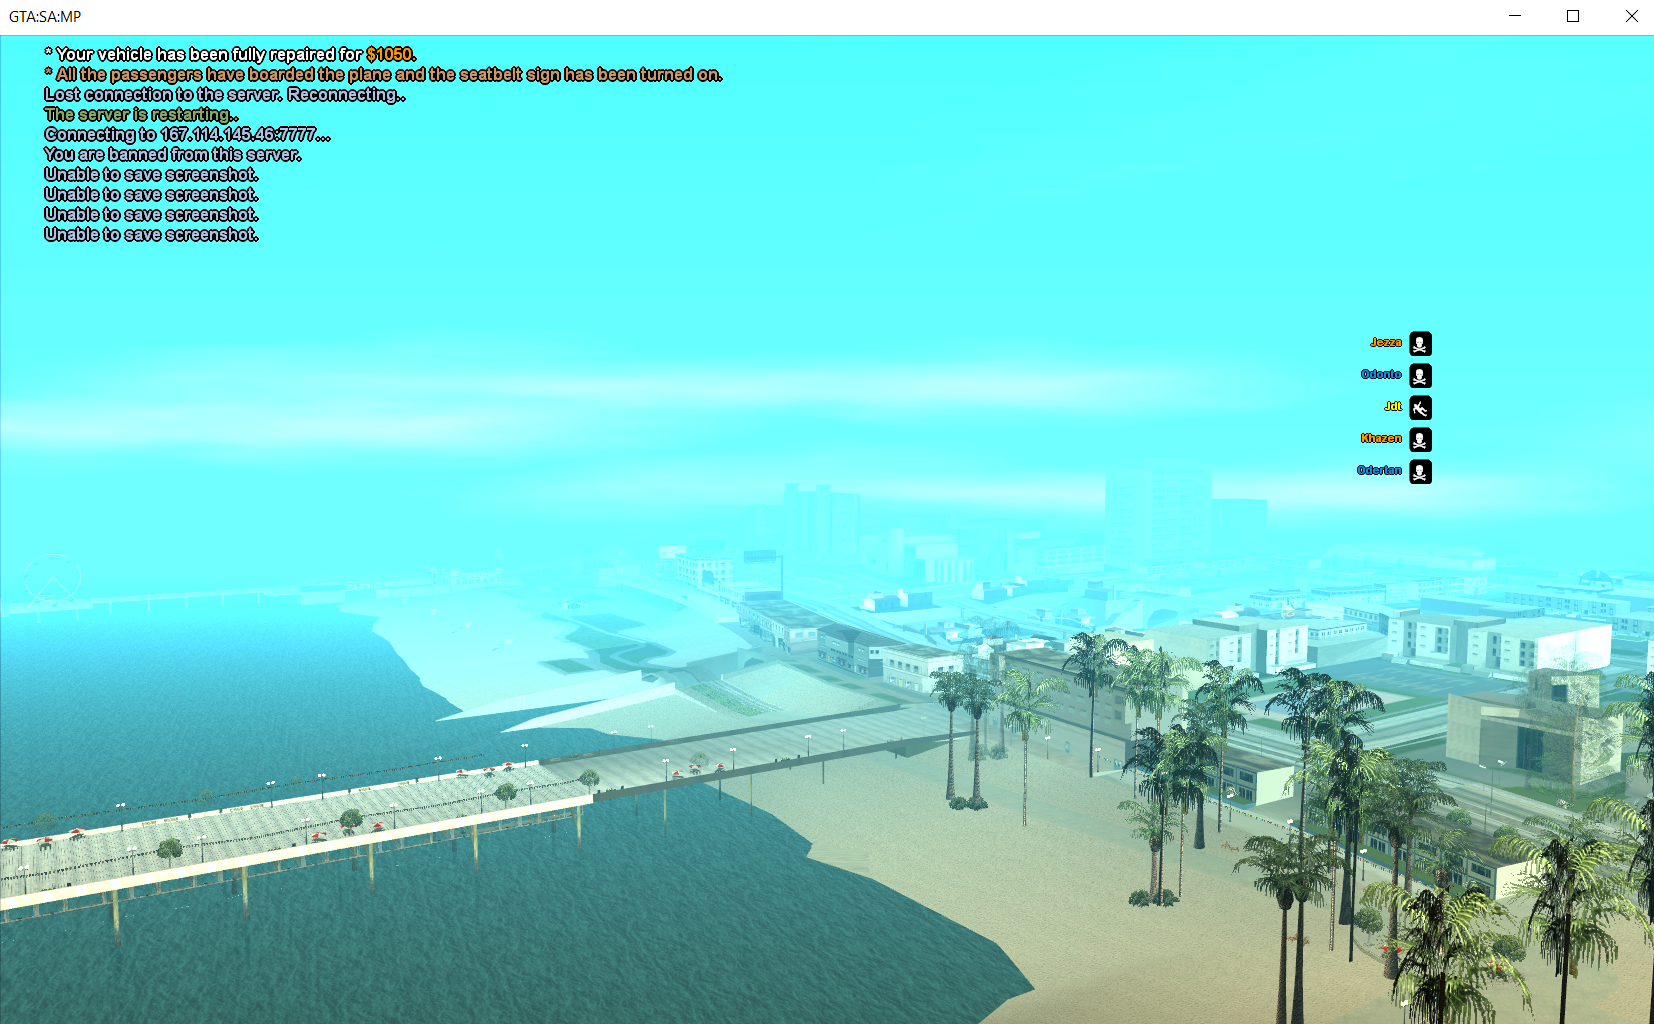 GTA:SA:MP
* Your vehicle has been fully repaired for $1050.
* All the passengers have boarded the plane and the seatbelt sign has been turned on.
Lost connection to the server. Reconnecting..
The server is restarting..
Connecting to 167.114.145.46:7777...
You are banned from this server.
Unable to save screenshot.
Unable to save screenshot.
Unable to save screenshot.
Unable to save screenshot.
Jezza
Odonto
Jdt
Khazen
Odertan